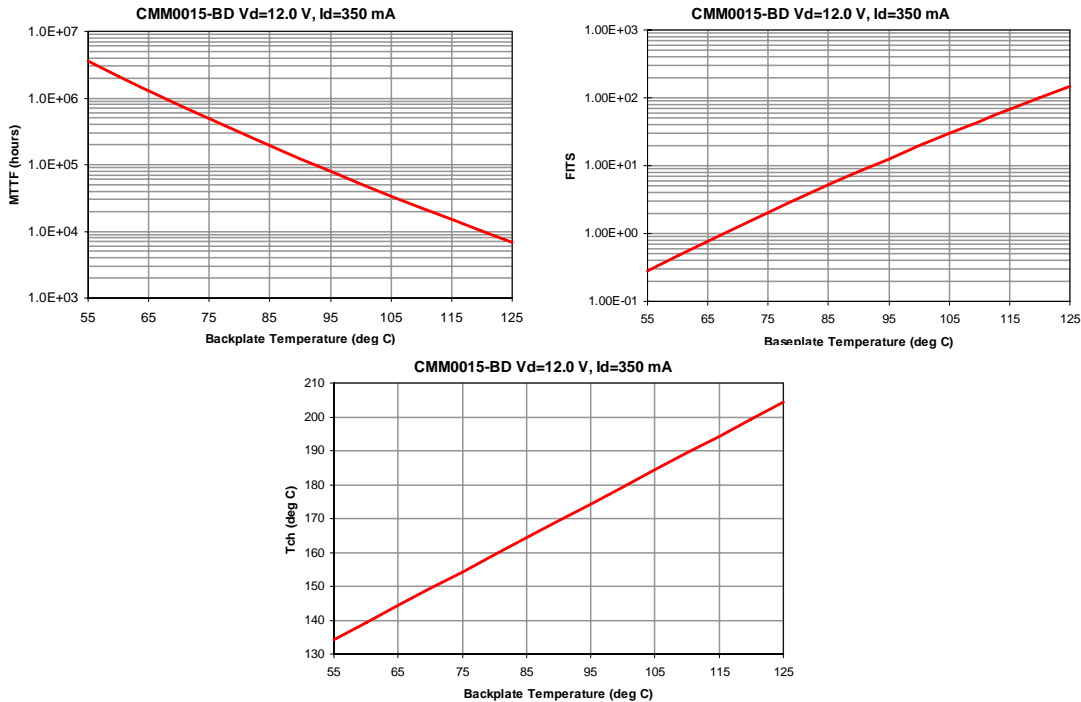 CMM0015-BD Vd=12.0 V, Id=350 mA
1.0E+07
1.0E+06
1.0E+05
1.0E+04
1.0E+03
MTTF (hours)
55 65 75 85 95 105 115 125
Backplate Temperature (deg C)
CMM0015-BD Vd=12.0 V, Id=350 mA
1.00E+03
1.00E+02
1.00E+01
1.00E+00
1.00E-01
FITS
55 65 75 85 95 105 115 125
Baseplate Temperature (deg C)
CMM0015-BD Vd=12.0 V, Id=350 mA
210
200
190
180
170
160
150
140
130
Tch (deg C)
55 65 75 85 95 105 115 125
Backplate Temperature (deg C)